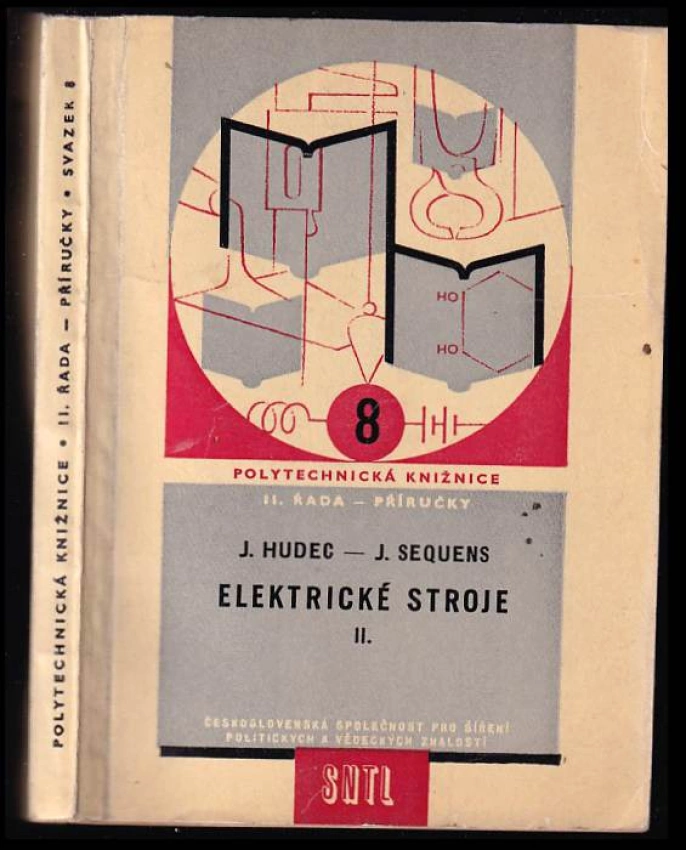 POLYTECHNICKÁ KNIŽNICE • II. ŘADA — PŘÍRUČKY • SVAZEK 8
HO
HO
8
POLYTECHNICKÁ KNIŽNICE
II. ŘADA — PŘÍRUČKY
J. HUDEC — J. SEQUENS
ELEKTRICKÉ STROJE
II.
ČESKOSLOVENSKÁ SPOLEČNOST PRO ŠÍŘENÍ
POLITICKÝCH A VĚDECKÝCH ZNALOSTÍ
SNTL